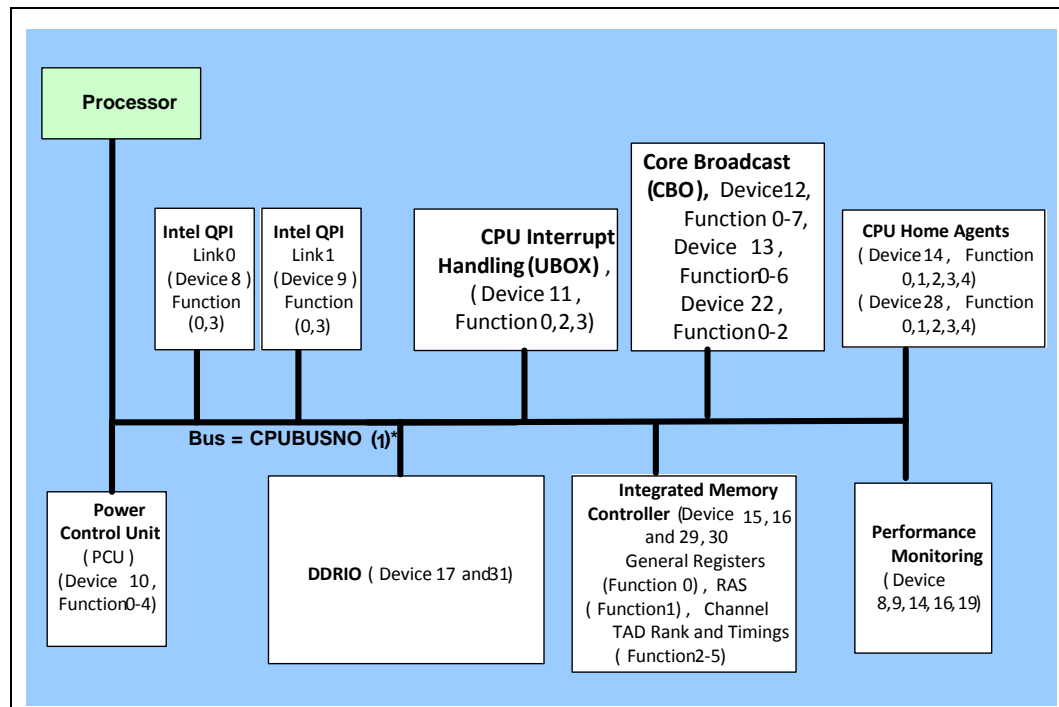 Processor
Intel QPI
Link 0
(Device 8)
Function
(0,3)
Intel QPI
Link 1
(Device 9)
Function
(0,3)
CPU Interrupt
Handling (UBOX) ,
( Device 11 ,
Function 0, 2, 3)
Core Broadcast
(CBO), Device12,
Function 0-7,
Device 13,
Function0-6
Device 22,
Function 0-2
CPU Home Agents
( Device 14, Function
0,1,2,3,4)
( Device 28, Function
0,1,2,3,4)
Bus = CPUBUSNO (1)*
Power
Control Unit
( PCU )
(Device 10,
Function0-4)
DDRIO ( Device 17 and31)
Integrated Memory
Controller (Device 15, 16
and 29, 30
General Registers
(Function 0) , RAS
( Function1) , Channel
TAD Rank and Timings
( Function2-5)
Performance
Monitoring
( Device
8,9, 14, 16, 19)